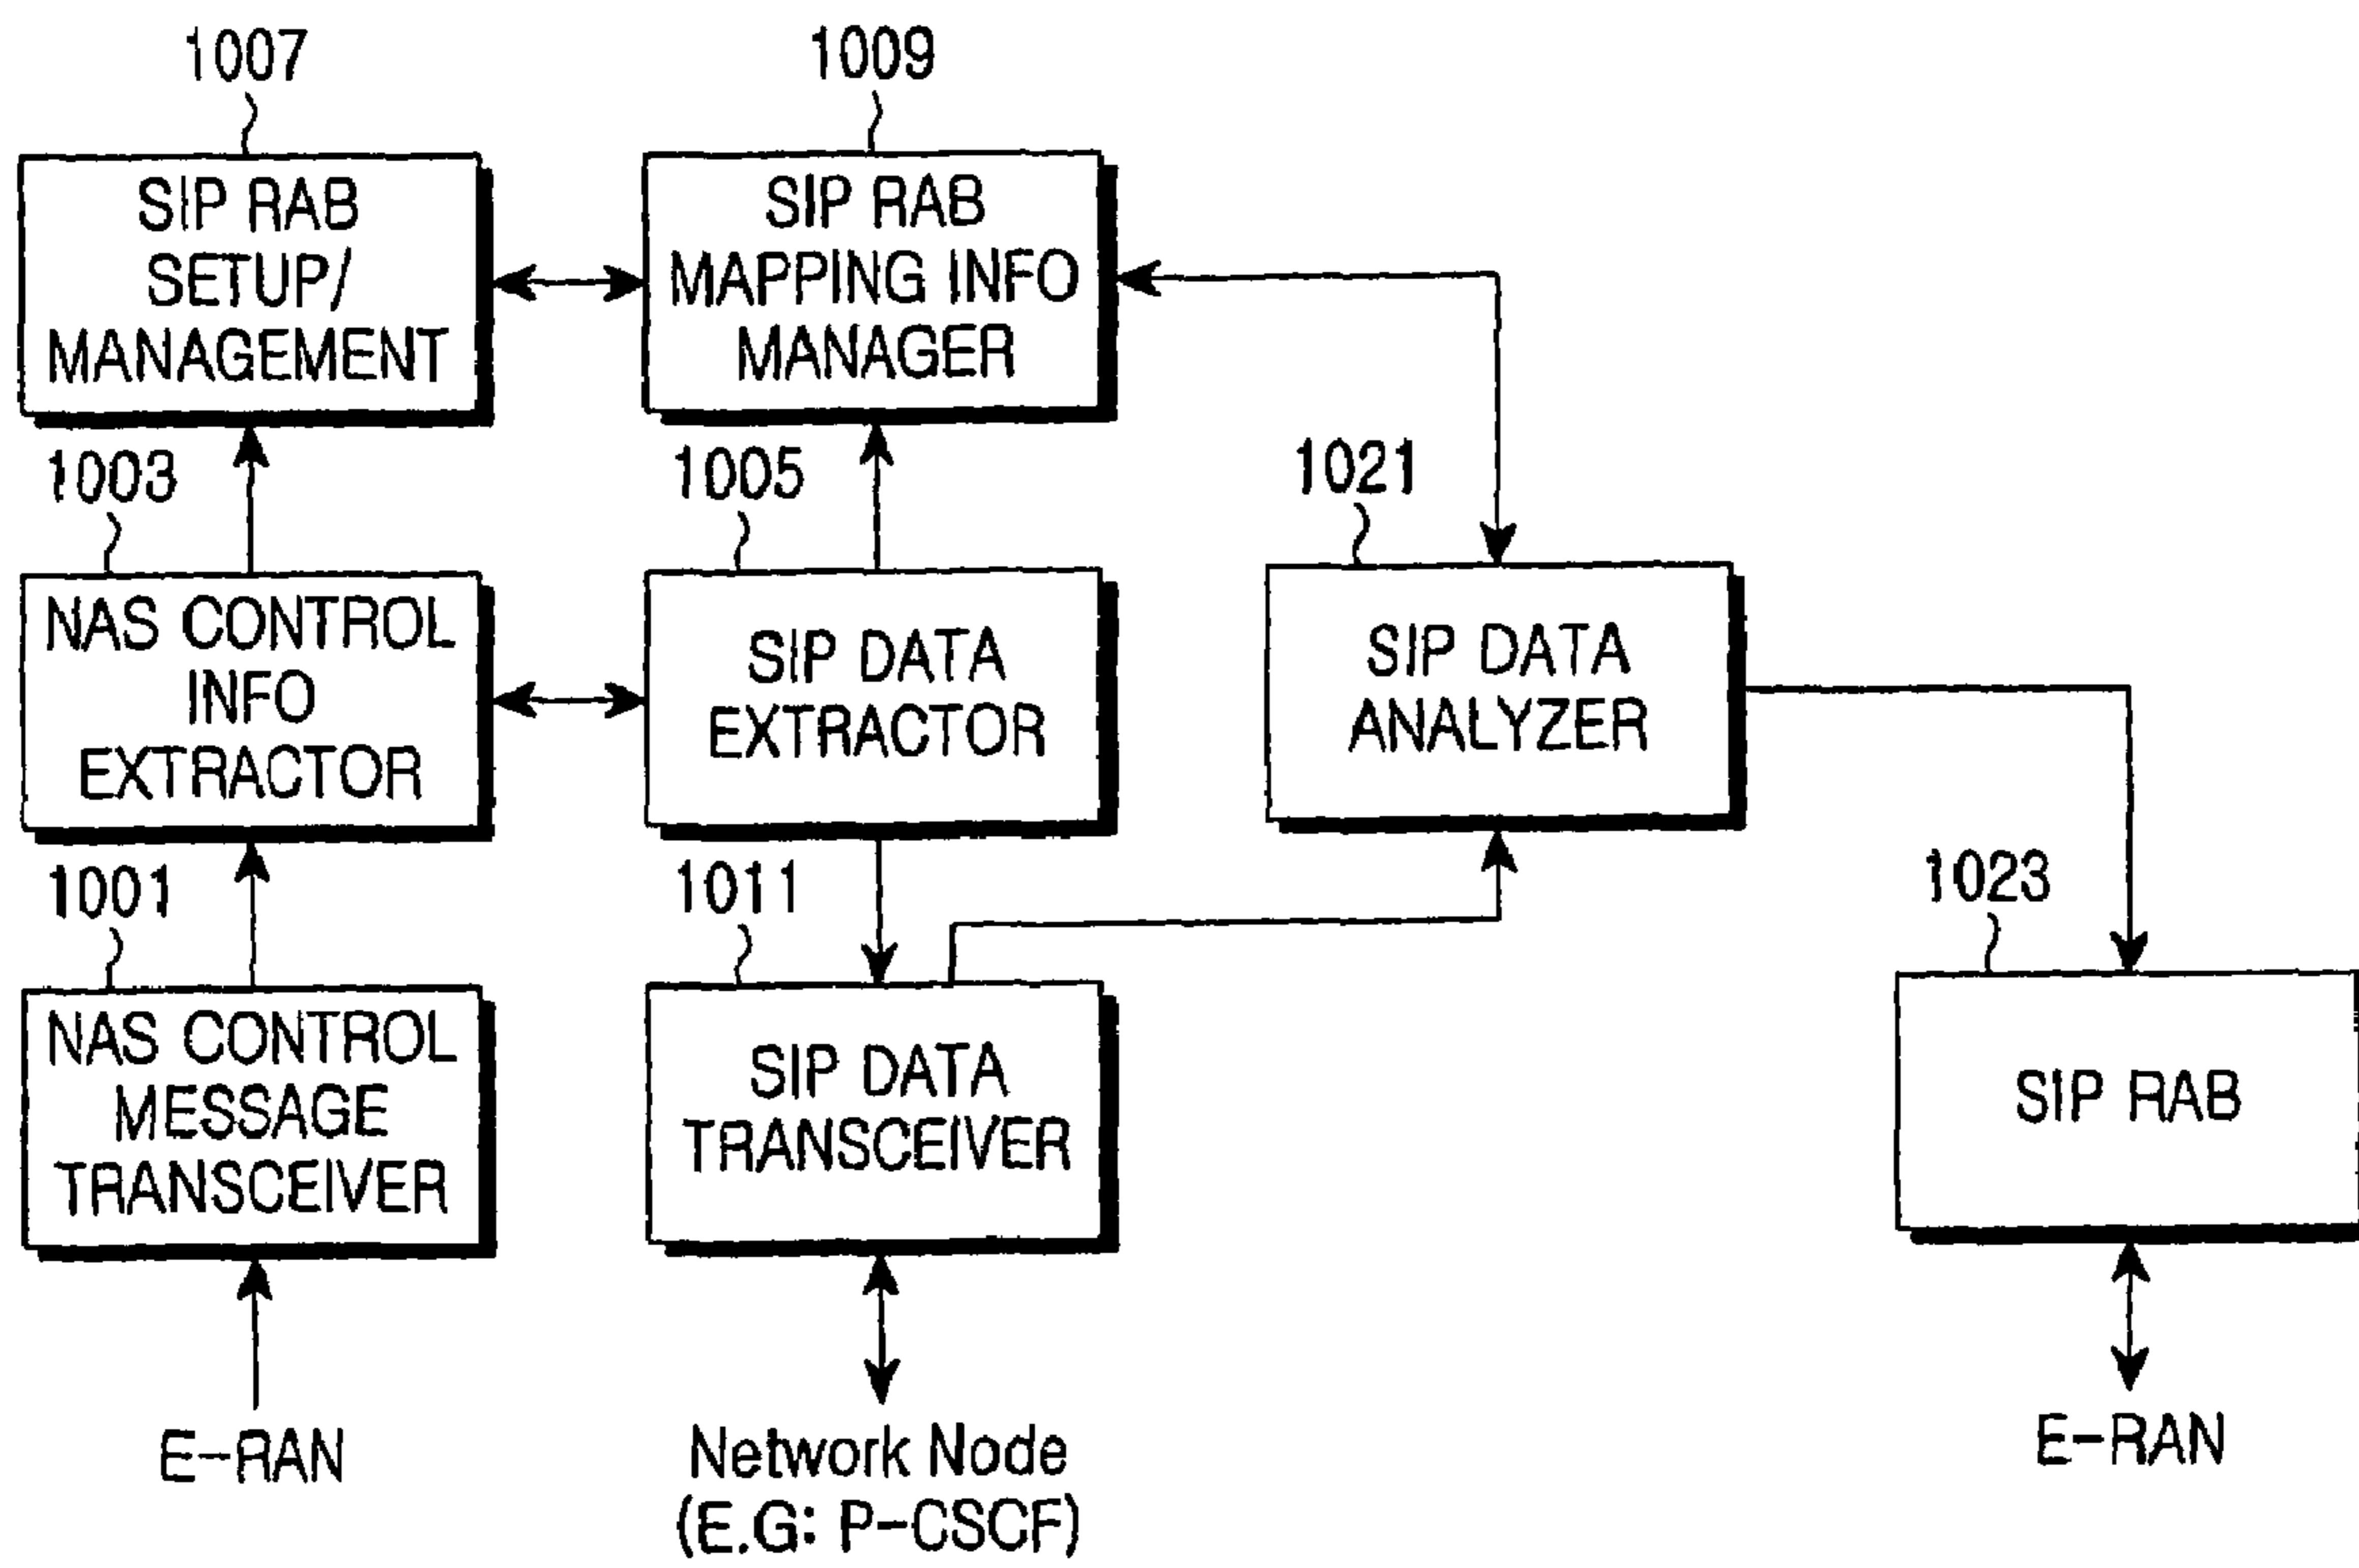 1007
1009
SIP RAB
SETUP/
MANAGEMENT
SIP RAB
MAPPING INFO
MANAGER
1003
1005
1021
NAS CONTROL
INFO
EXTRACTOR
SIP DATA
EXTRACTOR
SIP DATA
ANALYZER
1001
1011
1023
NAS CONTROL
MESSAGE
TRANSCEIVER
SIP DATA
TRANSCEIVER
SIP RAB
E-RAN
Network Node
(E.G: P-CSCF)
E-RAN